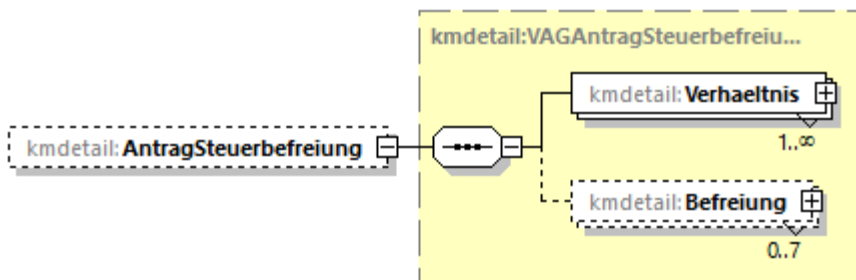 kmdetail:VAGAntragSteuerbefreiu...
kmdetail:Verhaeltnis
1..∞
kmdetail:AntragSteuerbefreiung
kmdetail:Befreiung
0..7